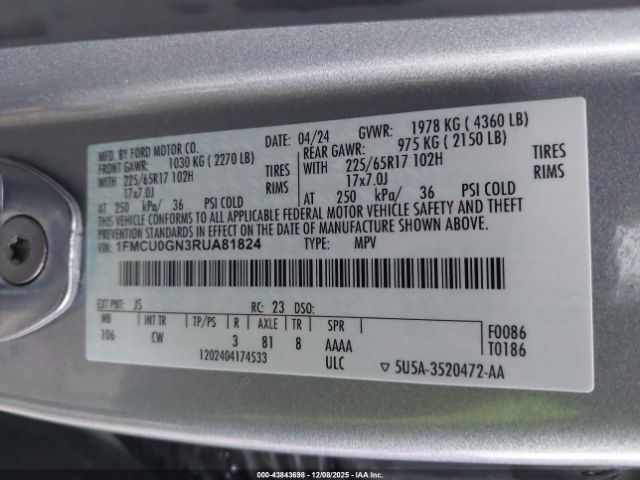 MFD. BY FORD MOTOR CO. DATE: 04/24 GVWR: 1978 KG ( 4360 LB)
FRONT GAWR: 1030 KG ( 2270 LB) REAR GAWR: 975 KG ( 2150 LB)
WITH 225/65R17 102H TIRES WITH 225/65R17 102H TIRES
17x7.0J RIMS 17x7.0J RIMS
AT 250 kPa/ 36 PSI COLD AT 250 kPa/ 36 PSI COLD
THIS VEHICLE CONFORMS TO ALL APPLICABLE FEDERAL MOTOR VEHICLE SAFETY AND THEFT
PREVENTION STANDARDS IN EFFECT ON THE DATE OF MANUFACTURE SHOWN ABOVE.
VIN: 1FMCU0GN3RUA81824 TYPE: MPV
EXT PNT: JS RC: 23 DSO:
WB INT TR TP/PS R AXLE TR SPR F0086
106 CW 3 81 8 AAAA T0186
1202404174533 ULC ▽ 5U5A-3520472-AA
000-43843698 - 12/08/2025 - IAAI, Inc.